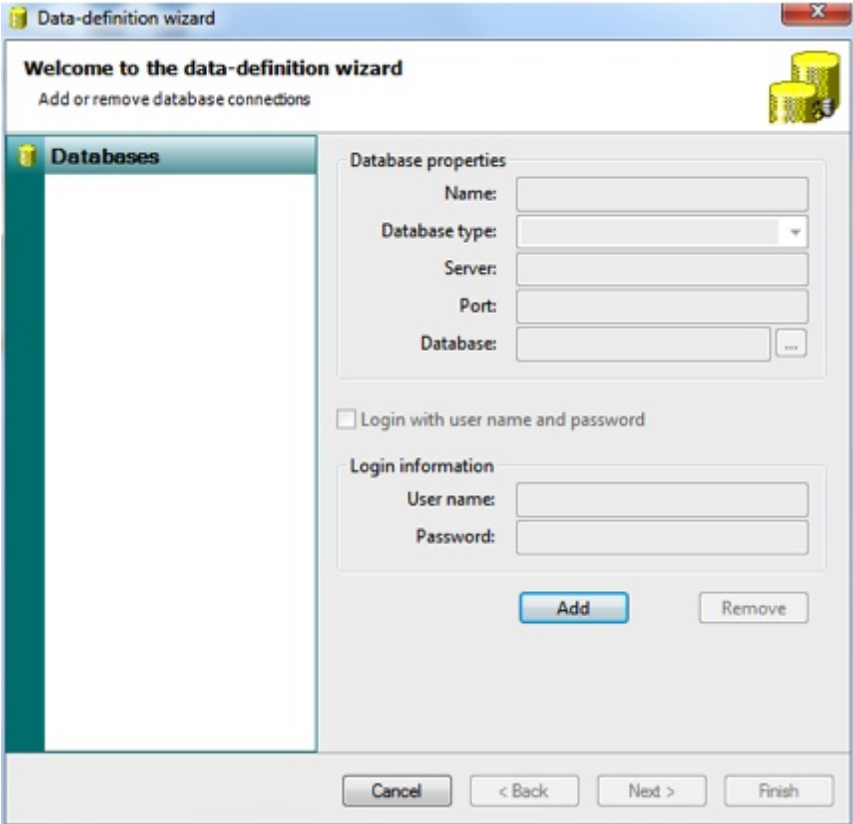 Data-definition wizard
X
Welcome to the data-definition wizard
Add or remove database connections
Databases
Database properties
Name:
Database type:
Server:
Port:
Database:
...
Login with user name and password
Login information
User name:
Password:
Add Remove
Cancel < Back Next > Finish